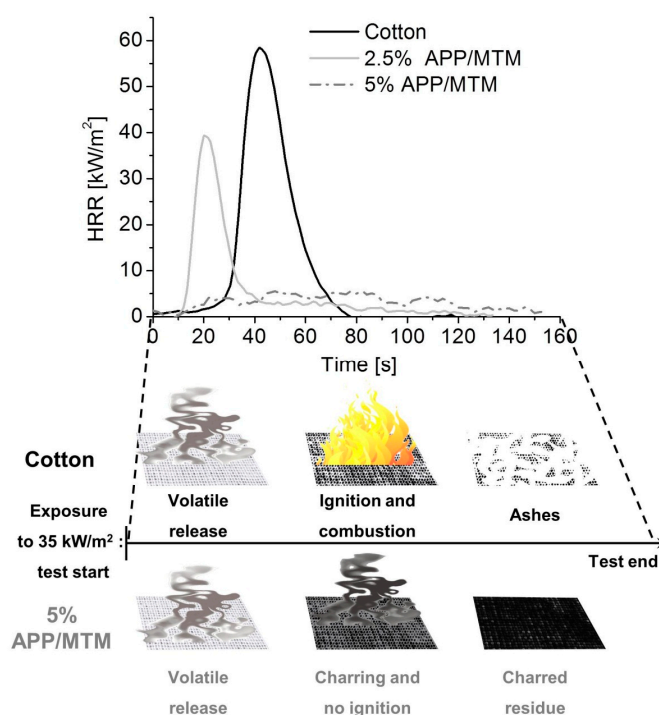 60
50
40
30
20
10
0
HRR [kW/m²]
Cotton
2.5% APP/MTM
5% APP/MTM
0 20 40 60 80 100 120 140 160
Time [s]
Cotton
Volatile
release
Ignition and
combustion
Ashes
Exposure
to 35 kW/m² :
test start
Test end
5%
APP/MTM
Volatile
release
Charring and
no ignition
Charred
residue